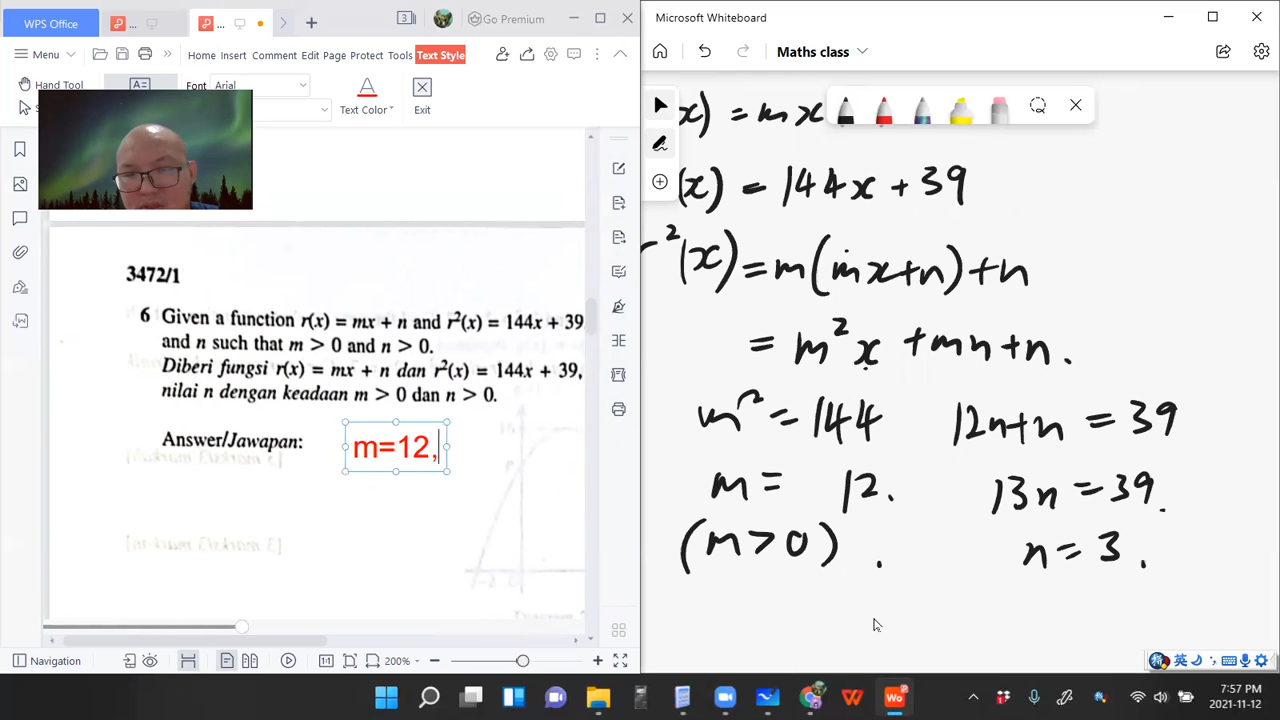 WPS Office
3
Go Premium
Microsoft Whiteboard
Menu
Home Insert Comment Edit Page Protect Tools Text Style
Maths class
Hand Tool
Font Arial
Text Color
Exit
3472/1
6 Given a function r(x) = mx + n and r²(x) = 144x + 39
and n such that m > 0 and n > 0.
Diberi fungsi r(x) = mx + n dan r²(x) = 144x + 39,
nilai n dengan keadaan m > 0 dan n > 0.
Answer/Jawapan:
m=12,
x) = mx
(x) = 144x + 39
r²(x) = m(mx+n)+n
= m²x + mn+n.
m² = 144
12n+n = 39
m = 12.
13n = 39.
(m > 0) .
n = 3.
Navigation
200%
英
7:57 PM
2021-11-12